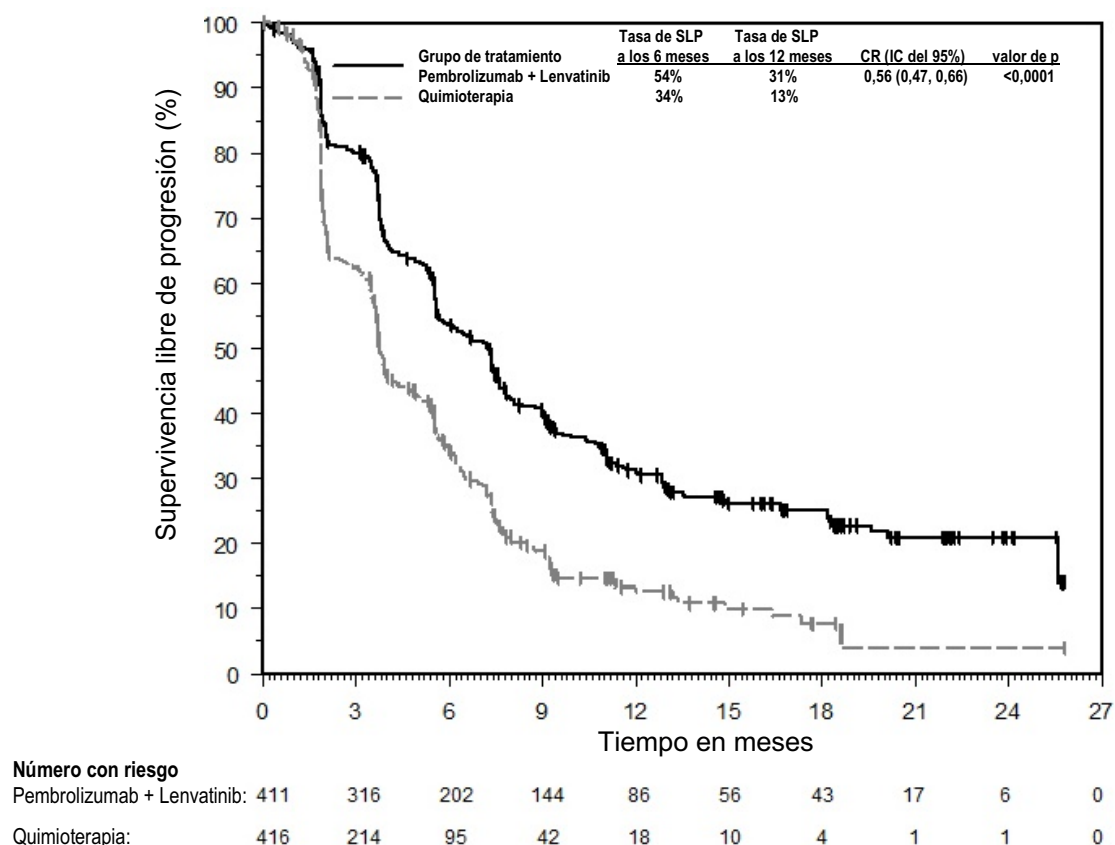 Tasa de SLP Tasa de SLP
Grupo de tratamiento a los 6 meses a los 12 meses CR (IC del 95%) valor de p
Pembrolizumab + Lenvatinib 54% 31% 0,56 (0,47, 0,66) <0,0001
Quimioterapia 34% 13%
Supervivencia libre de progresión (%)
100
90
80
70
60
50
40
30
20
10
0
0 3 6 9 12 15 18 21 24 27
Tiempo en meses
Número con riesgo
Pembrolizumab + Lenvatinib: 411 316 202 144 86 56 43 17 6 0
Quimioterapia: 416 214 95 42 18 10 4 1 1 0